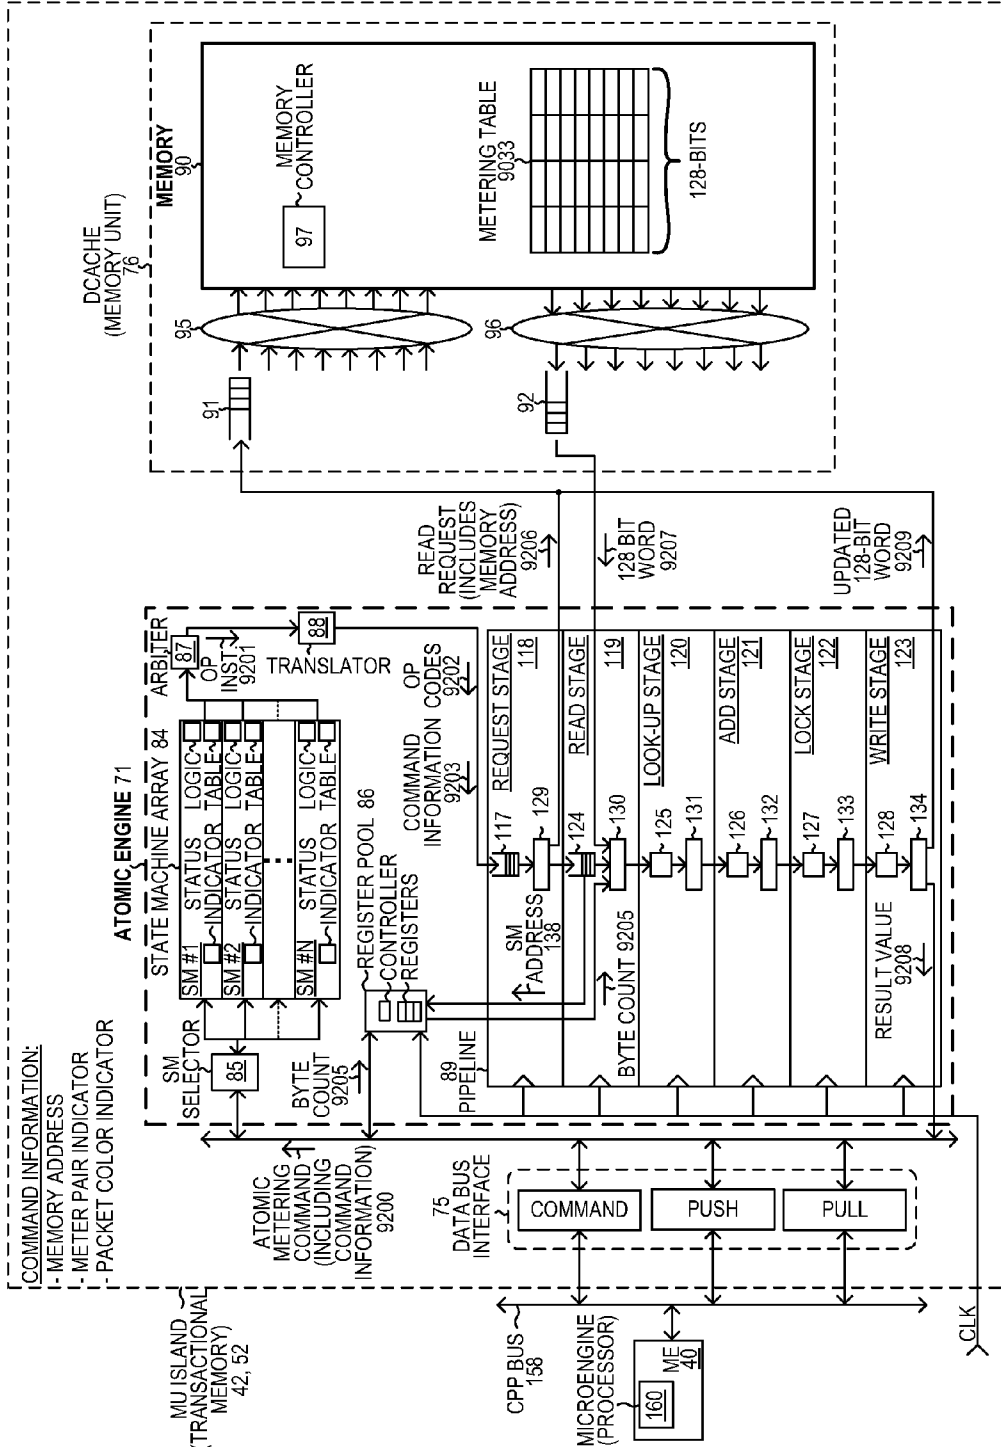 COMMAND INFORMATION:
- MEMORY ADDRESS
- METER PAIR INDICATOR
- PACKET COLOR INDICATOR
MU ISLAND
(TRANSACTIONAL
MEMORY)
42, 52
ATOMIC ENGINE 71
STATE MACHINE ARRAY 84
SM
SELECTOR
85
SM #1
STATUS
INDICATOR
LOGIC
TABLE
SM #2
STATUS
INDICATOR
LOGIC
TABLE
SM #N
STATUS
INDICATOR
LOGIC
TABLE
ARBITER
87
OP
INST.
9201
88
TRANSLATOR
BYTE
COUNT
9205
REGISTER POOL 86
CONTROLLER
REGISTERS
COMMAND
INFORMATION
9203
OP
CODES
9202
ATOMIC
METERING
COMMAND
(INCLUDING
COMMAND
INFORMATION)
9200
89
PIPELINE
SM
ADDRESS
138
BYTE COUNT 9205
RESULT VALUE
9208
REQUEST STAGE
118
117
129
READ STAGE
119
124
130
LOOK-UP STAGE
120
125
131
ADD STAGE
121
126
132
LOCK STAGE
122
127
133
WRITE STAGE
123
128
134
READ
REQUEST
(INCLUDES
MEMORY
ADDRESS)
9206
128 BIT
WORD
9207
UPDATED
128-BIT
WORD
9209
DCACHE
(MEMORY UNIT)
76
MEMORY
90
91
95
92
96
97
MEMORY
CONTROLLER
METERING TABLE
9033
128-BITS
75
DATA BUS
INTERFACE
COMMAND
PUSH
PULL
CPP BUS
158
MICROENGINE
(PROCESSOR)
ME
40
160
CLK